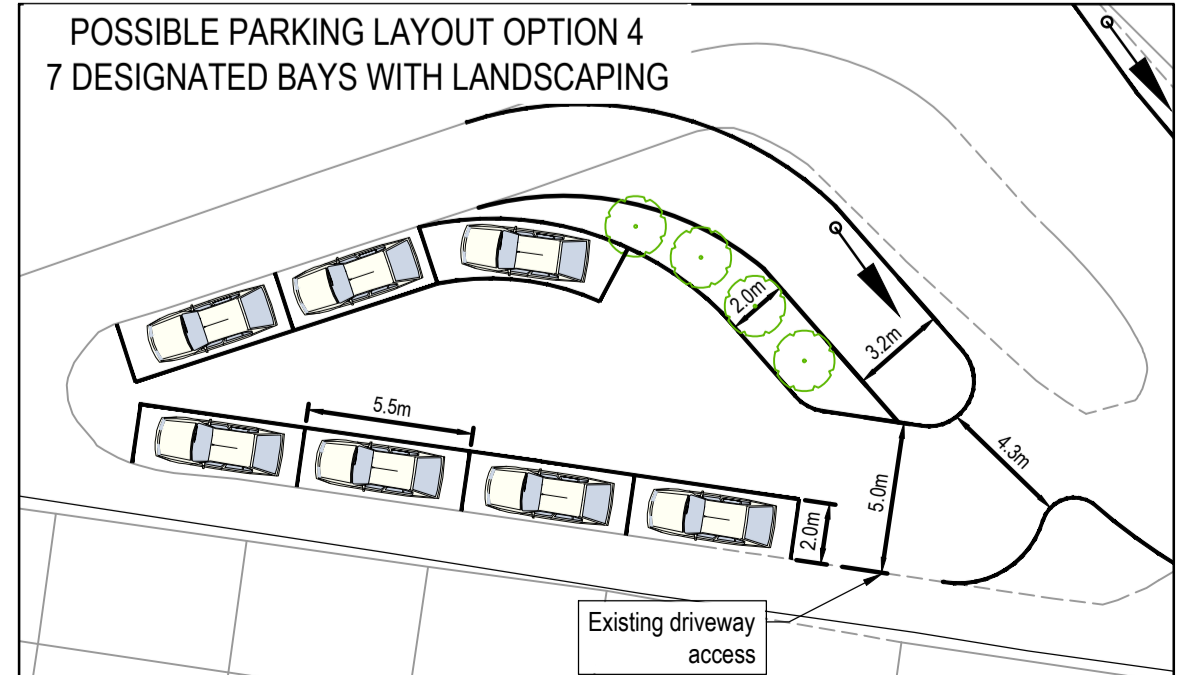 POSSIBLE PARKING LAYOUT OPTION 4
7 DESIGNATED BAYS WITH LANDSCAPING
2.0m
3.2m
5.5m
4.3m
5.0m
2.0m
Existing driveway
access